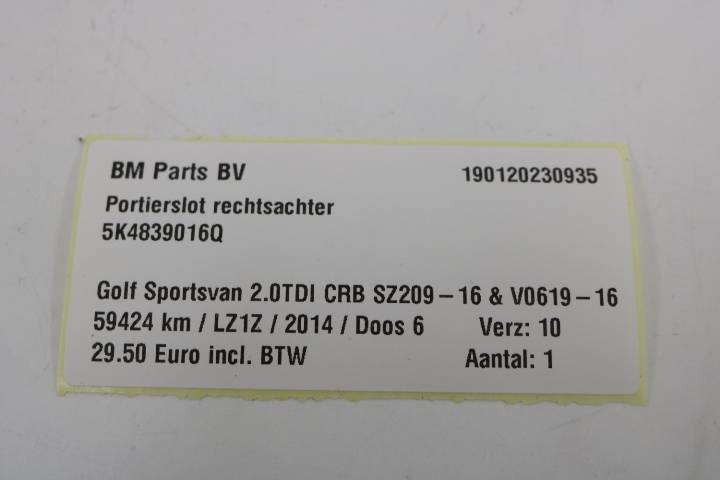 BM Parts BV 190120230935
Portierslot rechtsachter
5K4839016Q
Golf Sportsvan 2.0TDI CRB SZ209-16 & V0619-16
59424 km / LZ1Z / 2014 / Doos 6 Verz: 10
29.50 Euro incl. BTW Aantal: 1